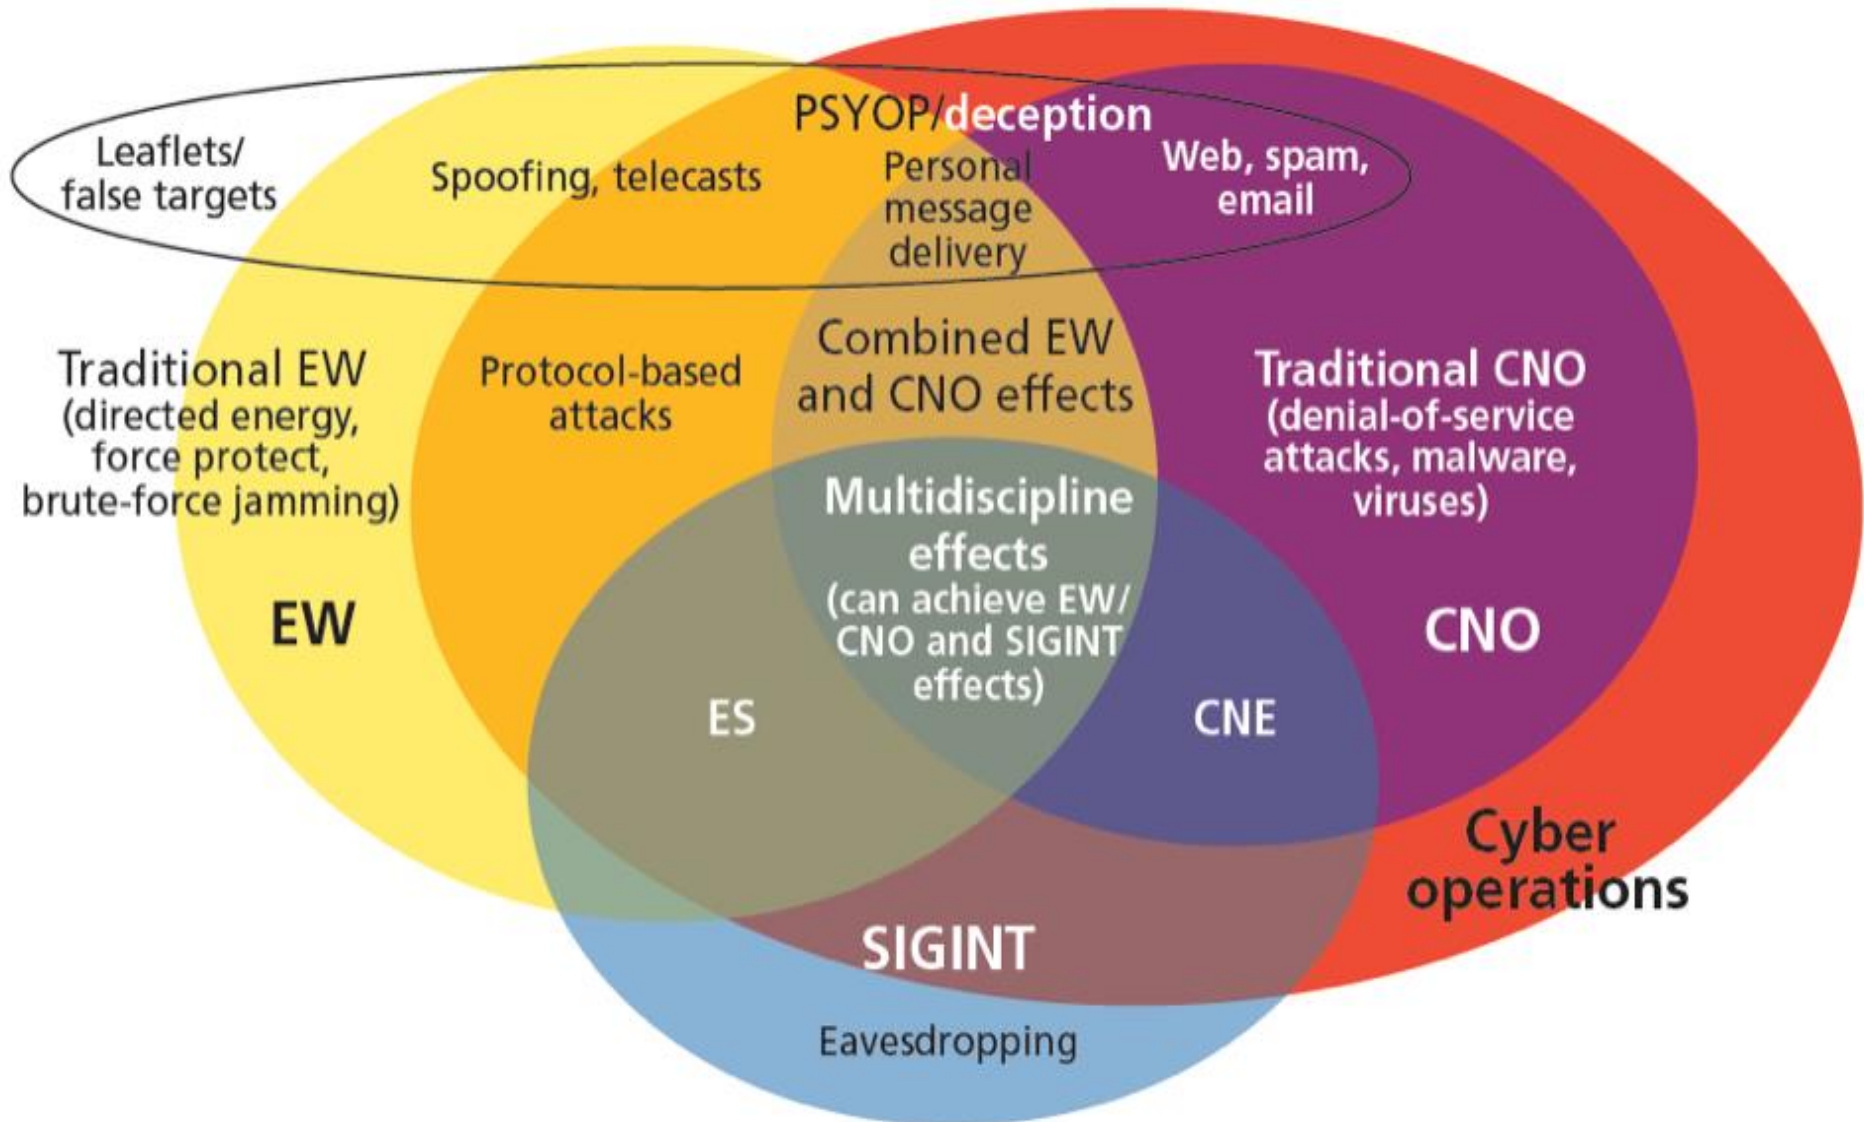 PSYOP/deception
Leaflets/
false targets
Spoofing, telecasts
Personal
message
delivery
Web, spam,
email
Traditional EW
(directed energy,
force protect,
brute-force jamming)
Protocol-based
attacks
Combined EW
and CNO effects
Traditional CNO
(denial-of-service
attacks, malware,
viruses)
Multidiscipline
effects
(can achieve EW/
CNO and SIGINT
effects)
EW
CNO
ES
CNE
Cyber
operations
SIGINT
Eavesdropping